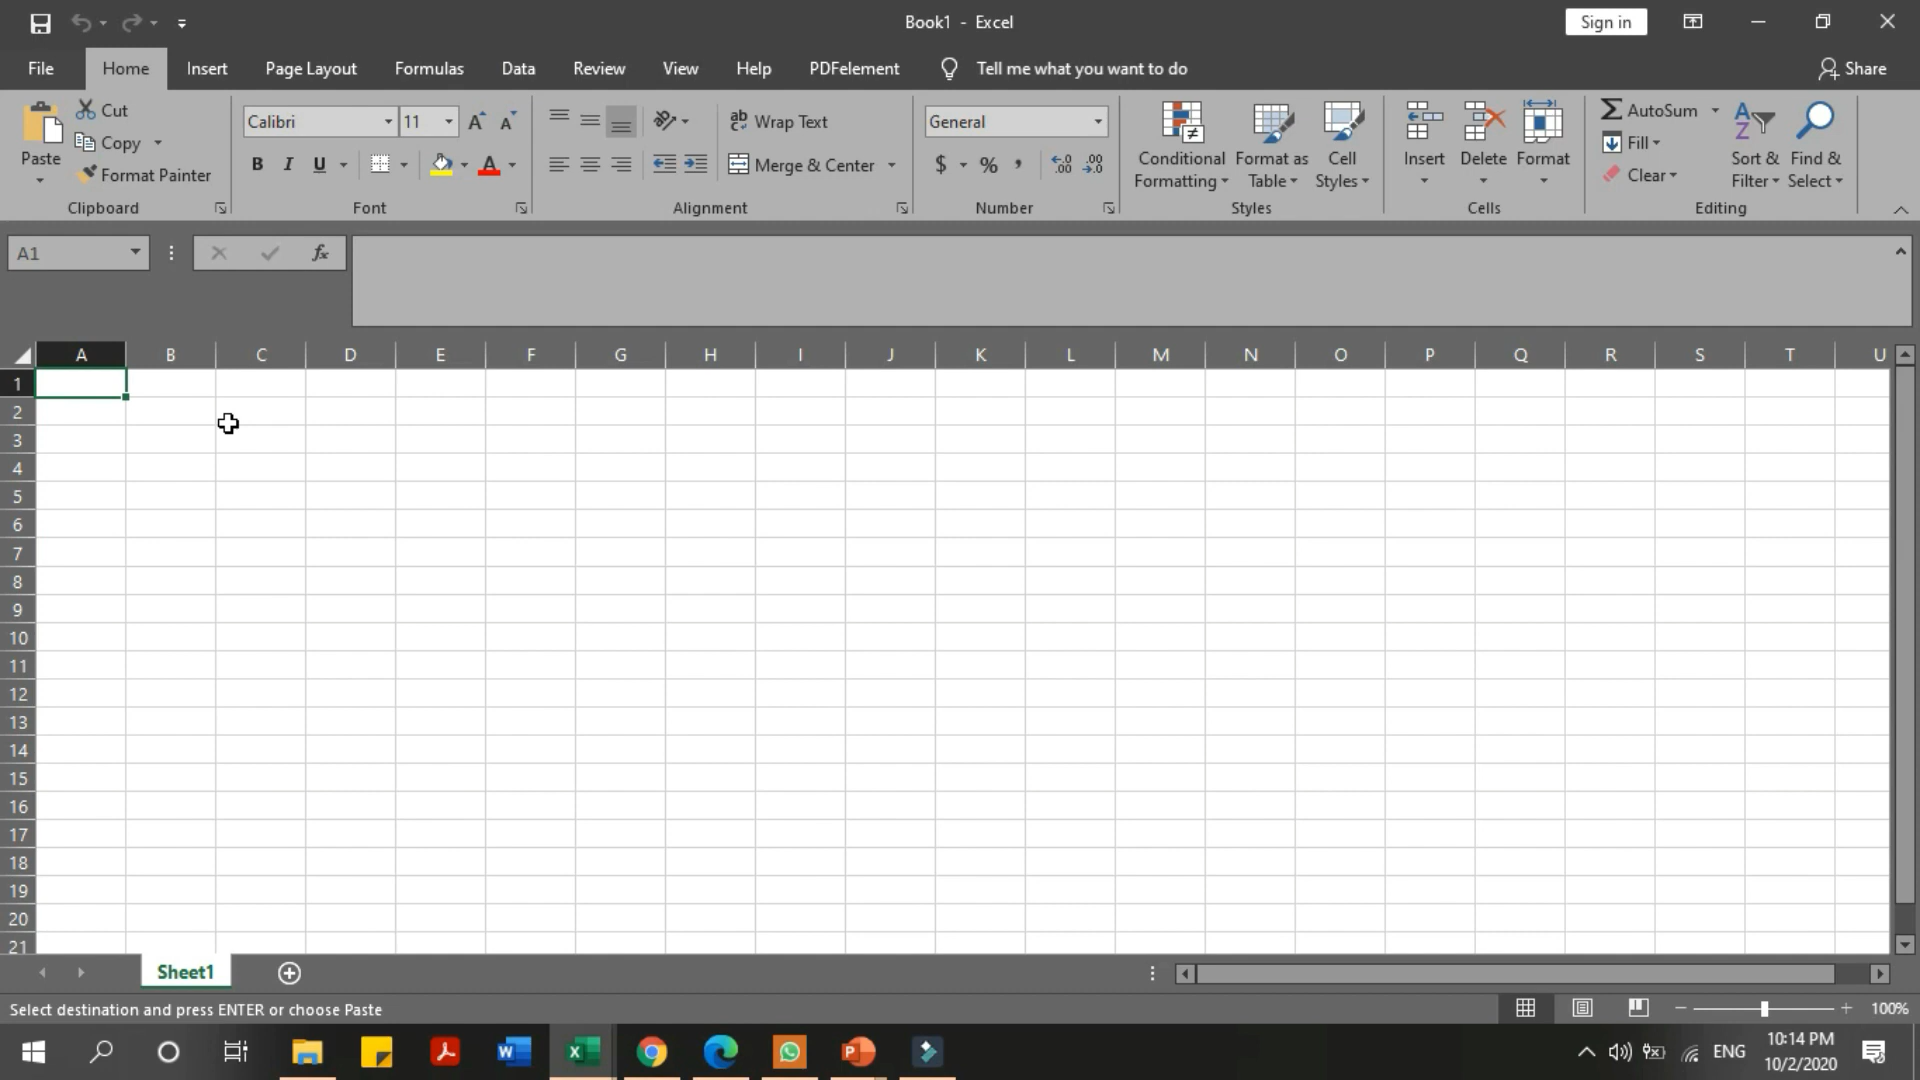 Book1 - Excel
Sign in
File Home Insert Page Layout Formulas Data Review View Help PDFelement Tell me what you want to do Share
Paste
Cut
Copy
Format Painter
Clipboard
Calibri 11
B I U A
Font
ab Wrap Text
Merge & Center
Alignment
General
$ % ,
Number
Conditional Formatting
Format as Table
Cell Styles
Styles
Insert Delete Format
Cells
AutoSum
Fill
Clear
Sort & Filter
Find & Select
Editing
A1 fx
A B C D E F G H I J K L M N O P Q R S T U
1
2
3
4
5
6
7
8
9
10
11
12
13
14
15
16
17
18
19
20
21
Sheet1
Select destination and press ENTER or choose Paste 100%
ENG
10:14 PM
10/2/2020